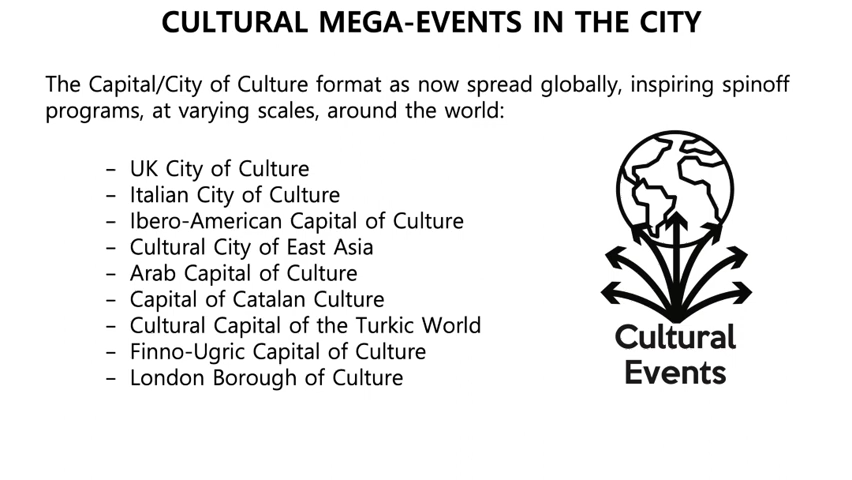 CULTURAL MEGA-EVENTS IN THE CITY
The Capital/City of Culture format as now spread globally, inspiring spinoff
programs, at varying scales, around the world:
– UK City of Culture
– Italian City of Culture
– Ibero-American Capital of Culture
– Cultural City of East Asia
– Arab Capital of Culture
– Capital of Catalan Culture
– Cultural Capital of the Turkic World
– Finno-Ugric Capital of Culture
– London Borough of Culture
Cultural
Events